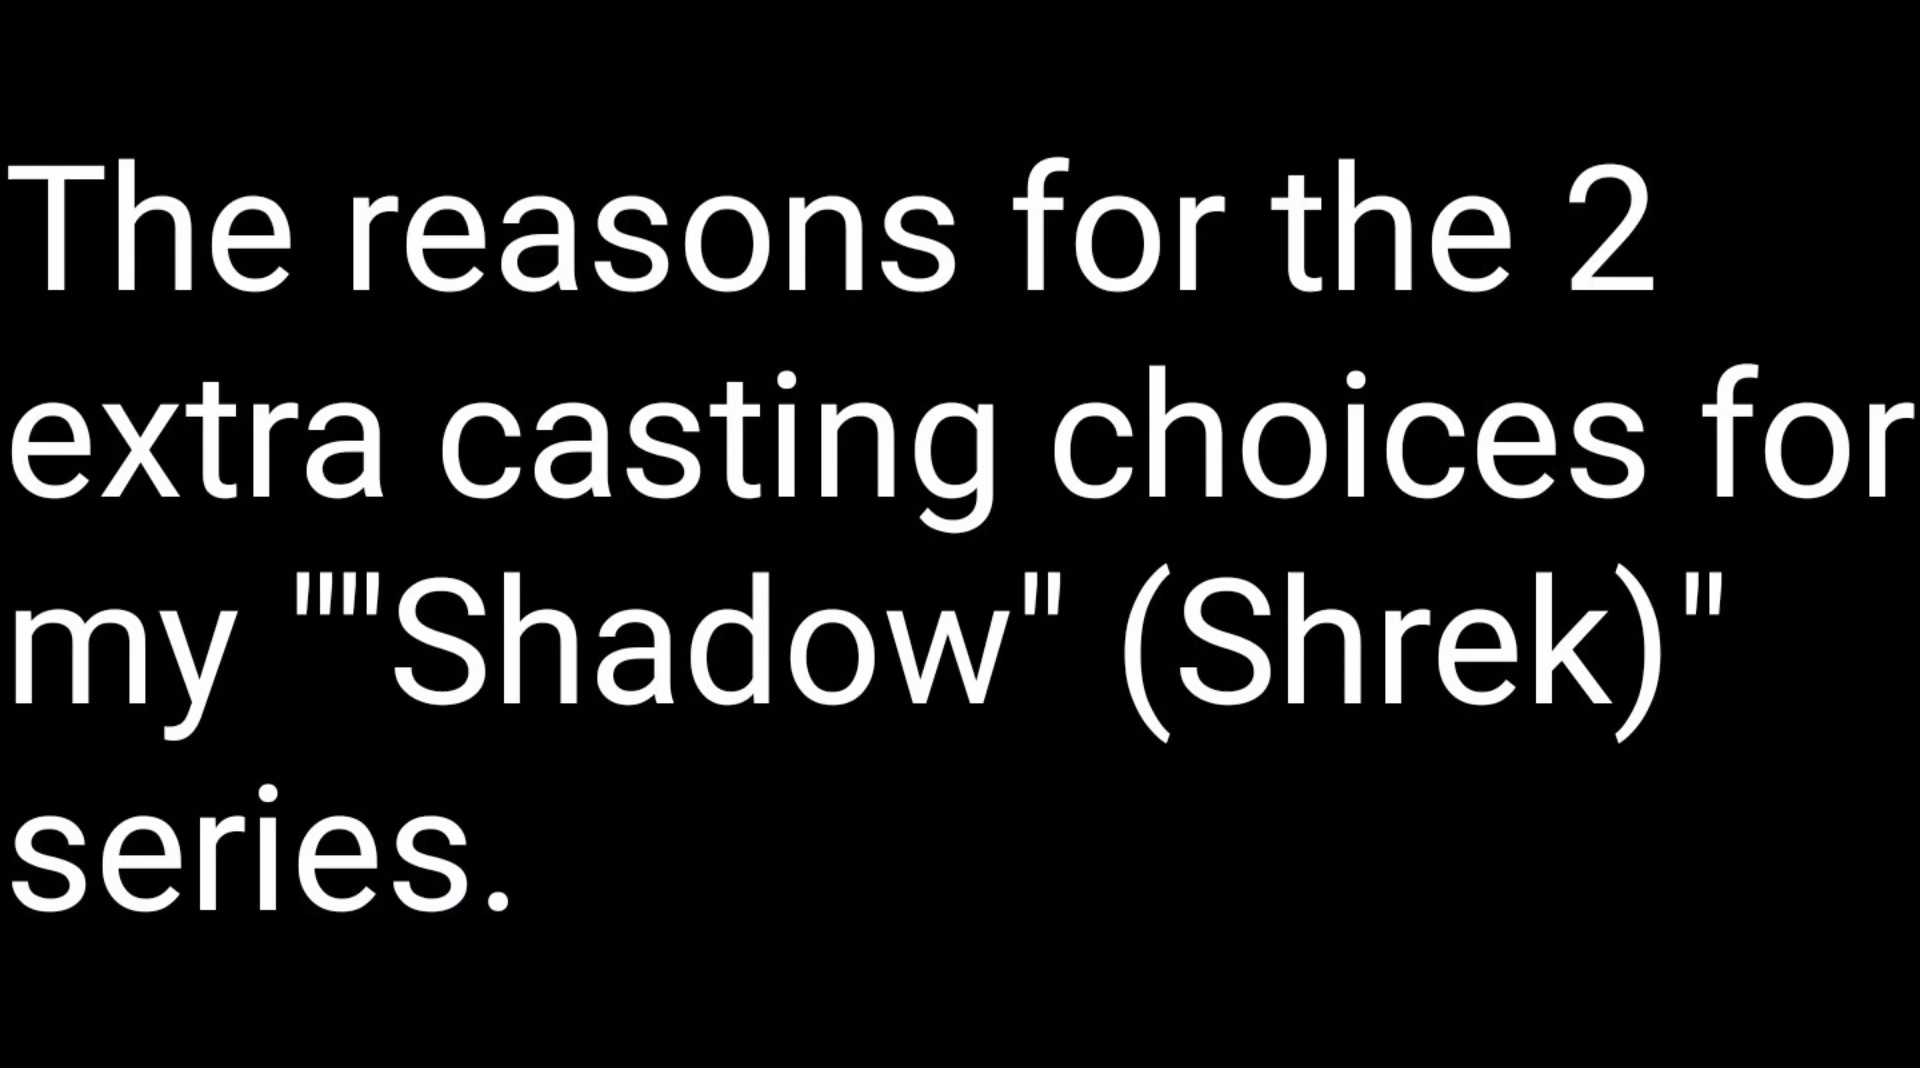 The reasons for the 2
extra casting choices for
my """Shadow" (Shrek)"
series.